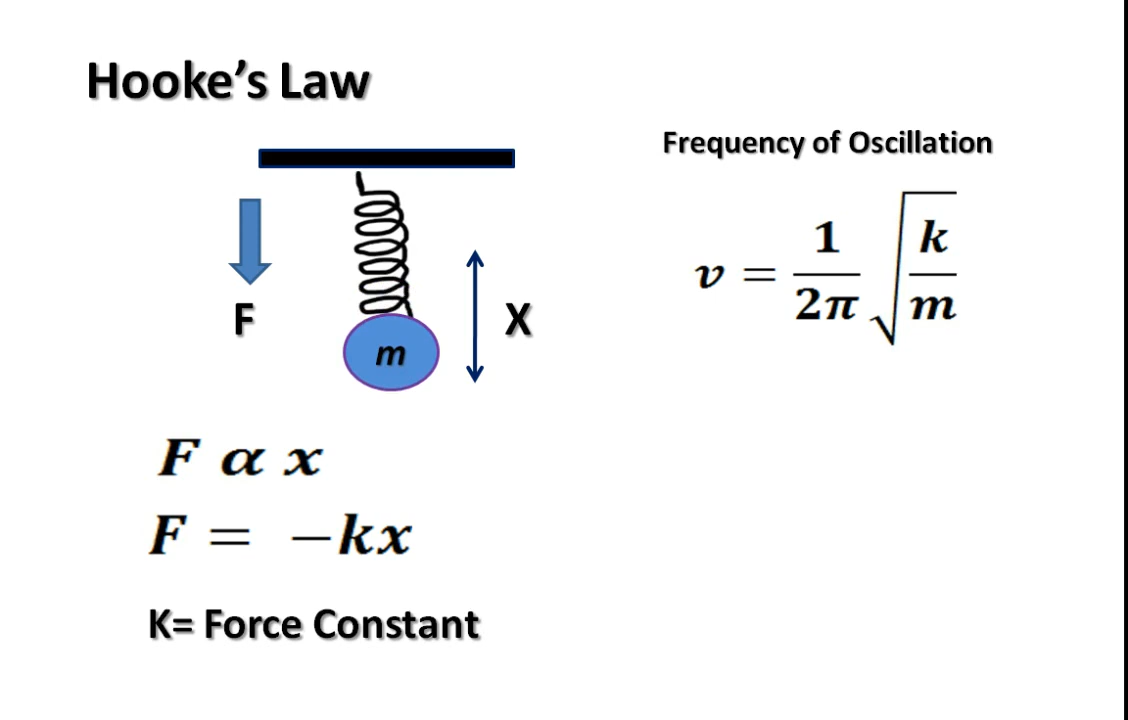 Hooke’s Law
F
m
X
F α x
F = −kx
K= Force Constant
Frequency of Oscillation
v = 1/2π √k/m